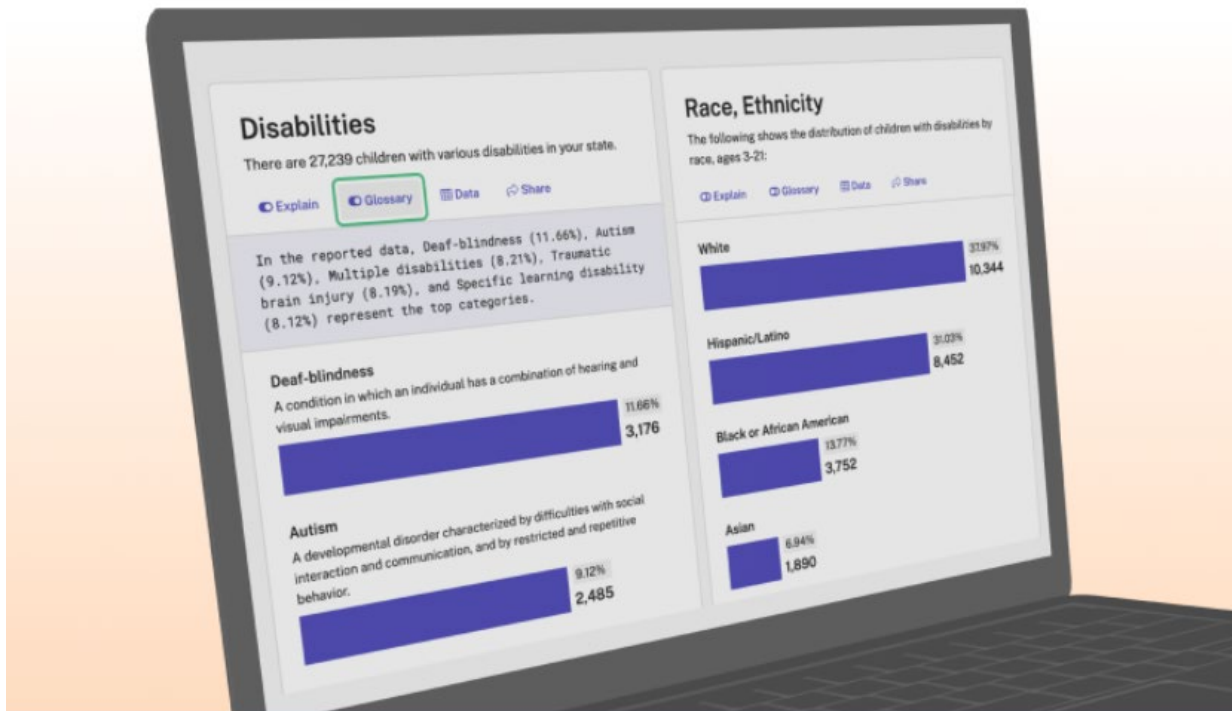 Disabilities
There are 27,239 children with various disabilities in your state.
Explain
Glossary
Data
Share
In the reported data, Deaf-blindness (11.66%), Autism
(9.12%), Multiple disabilities (8.21%), Traumatic
brain injury (8.19%), and Specific learning disability
(8.12%) represent the top categories.
Deaf-blindness
A condition in which an individual has a combination of hearing and
visual impairments.
11.66%
3,176
Autism
A developmental disorder characterized by difficulties with social
interaction and communication, and by restricted and repetitive
behavior.
9.12%
2,485
Race, Ethnicity
The following shows the distribution of children with disabilities by
race, ages 3-21:
Explain
Glossary
Data
Share
White
37.97%
10,344
Hispanic/Latino
31.03%
8,452
Black or African American
13.77%
3,752
Asian
6.94%
1,890